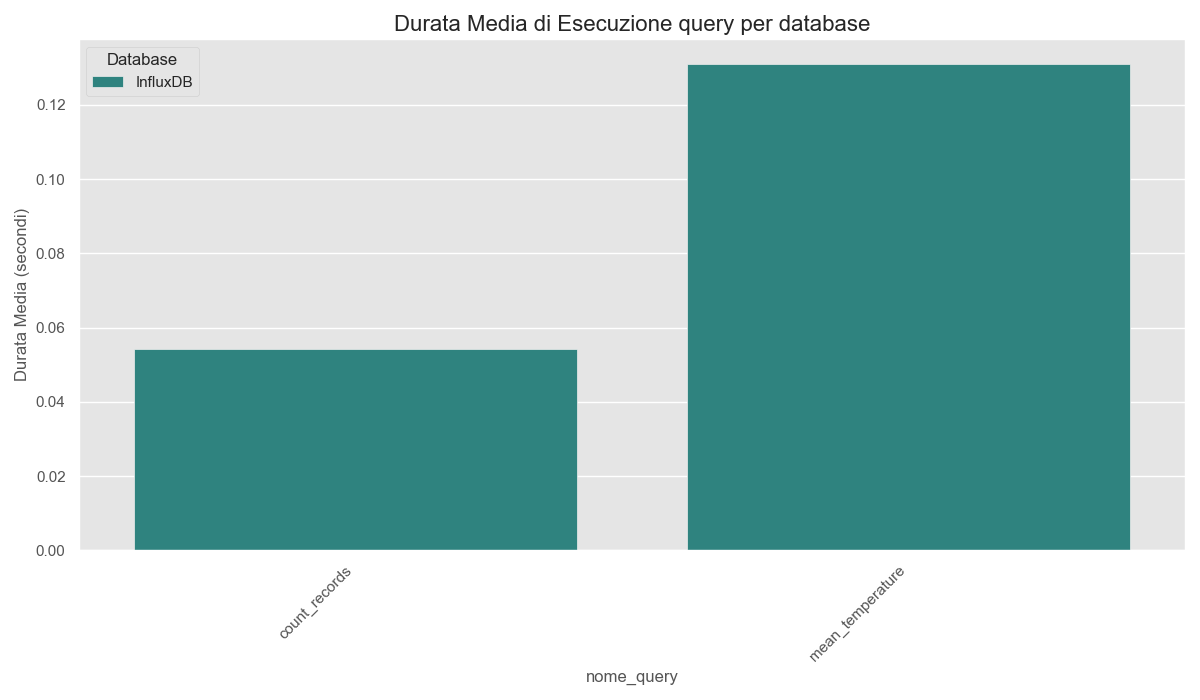 Durata Media di Esecuzione query per database
Database
InfluxDB
Durata Media (secondi)
0.12
0.10
0.08
0.06
0.04
0.02
0.00
count_records
mean_temperature
nome_query